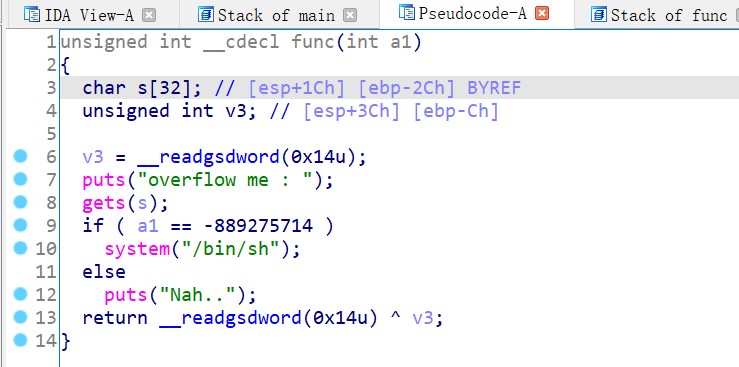 IDA View-A Stack of main Pseudocode-A Stack of func
1 unsigned int __cdecl func(int a1)
2 {
3 char s[32]; // [esp+1Ch] [ebp-2Ch] BYREF
4 unsigned int v3; // [esp+3Ch] [ebp-Ch]
5
6 v3 = __readgsdword(0x14u);
7 puts("overflow me : ");
8 gets(s);
9 if ( a1 == -889275714 )
10 system("/bin/sh");
11 else
12 puts("Nah..");
13 return __readgsdword(0x14u) ^ v3;
14 }